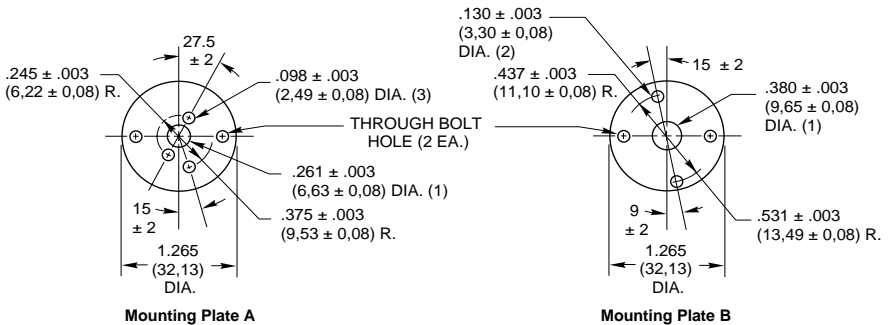 27.5
± 2
.245 ± .003
(6,22 ± 0,08) R.
.098 ± .003
(2,49 ± 0,08) DIA. (3)
THROUGH BOLT
HOLE (2 EA.)
.261 ± .003
(6,63 ± 0,08) DIA. (1)
.375 ± .003
(9,53 ± 0,08) R.
15
± 2
1.265
(32,13)
DIA.
Mounting Plate A
.130 ± .003
(3,30 ± 0,08)
DIA. (2)
15 ± 2
.437 ± .003
(11,10 ± 0,08) R.
.380 ± .003
(9,65 ± 0,08)
DIA. (1)
9
± 2
.531 ± .003
(13,49 ± 0,08) R.
1.265
(32,13)
DIA.
Mounting Plate B